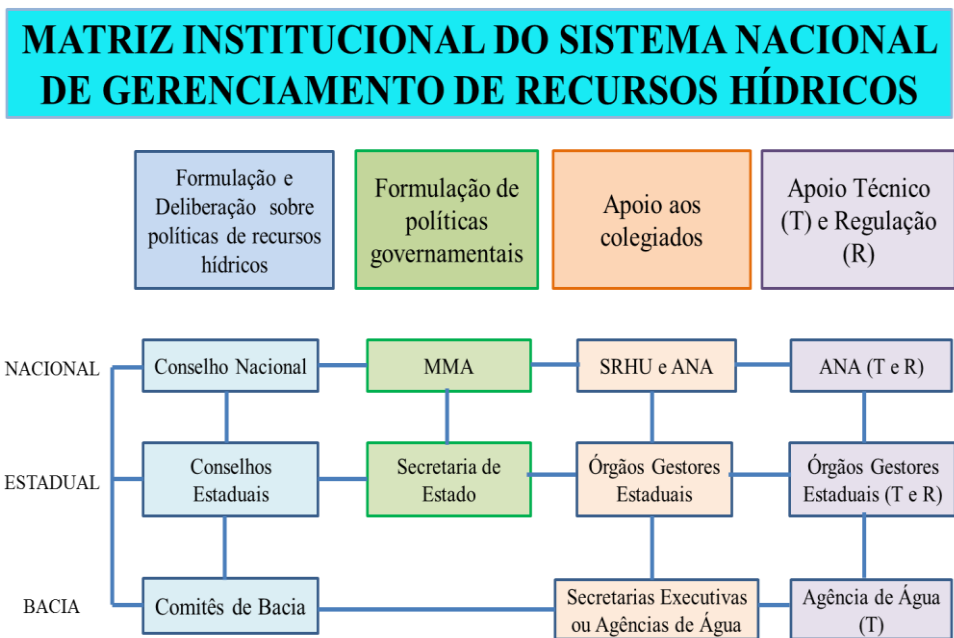 MATRIZ INSTITUCIONAL DO SISTEMA NACIONAL
DE GERENCIAMENTO DE RECURSOS HÍDRICOS
Formulação e
Deliberação sobre
políticas de recursos
hídricos
Formulação de
políticas
governamentais
Apoio aos
colegiados
Apoio Técnico
(T) e Regulação
(R)
NACIONAL
Conselho Nacional
MMA
SRHU e ANA
ANA (T e R)
ESTADUAL
Conselhos
Estaduais
Secretaria de
Estado
Órgãos Gestores
Estaduais
Órgãos Gestores
Estaduais (T e R)
BACIA
Comitês de Bacia
Secretarias Executivas
ou Agências de Água
Agência de Água
(T)